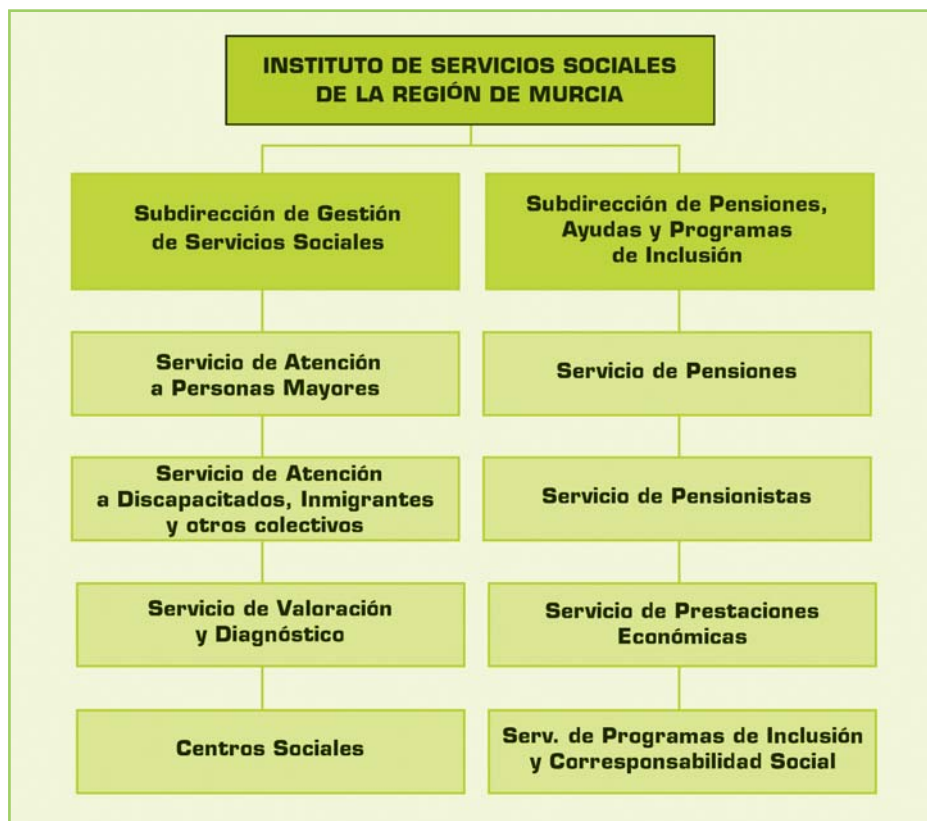 INSTITUTO DE SERVICIOS SOCIALES
DE LA REGIÓN DE MURCIA
Subdirección de Gestión
de Servicios Sociales
Servicio de Atención
a Personas Mayores
Servicio de Atención
a Discapacitados, Inmigrantes
y otros colectivos
Servicio de Valoración
y Diagnóstico
Centros Sociales
Subdirección de Pensiones,
Ayudas y Programas
de Inclusión
Servicio de Pensiones
Servicio de Pensionistas
Servicio de Prestaciones
Económicas
Serv. de Programas de Inclusión
y Corresponsabilidad Social